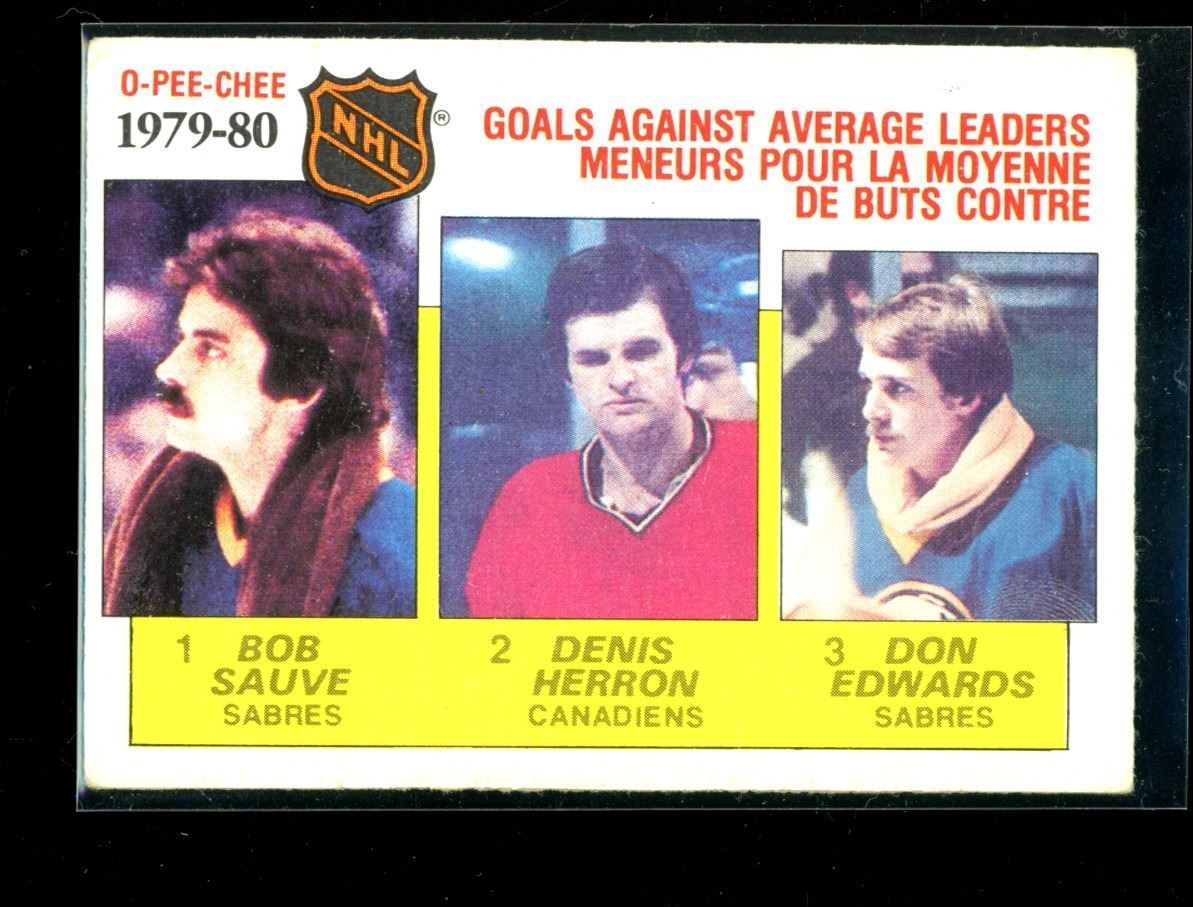 O-PEE-CHEE
1979-80
NHL
®
GOALS AGAINST AVERAGE LEADERS
MENEURS POUR LA MOYENNE
DE BUTS CONTRE
1 BOB
SAUVE
SABRES
2 DENIS
HERRON
CANADIENS
3 DON
EDWARDS
SABRES